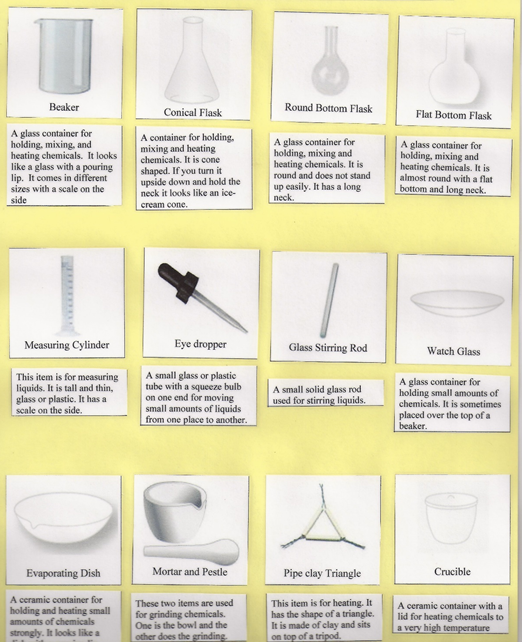 Beaker
A glass container for
holding, mixing, and
heating chemicals. It looks
like a glass with a pouring
lip. It comes in different
sizes with a scale on the
side
Conical Flask
A container for holding,
mixing and heating
chemicals. It is cone
shaped. If you turn it
upside down and hold the
neck it looks like an ice-
cream cone.
Round Bottom Flask
A glass container for
holding, mixing and
heating chemicals. It is
round and does not stand
up easily. It has a long
neck.
Flat Bottom Flask
A glass container for
holding, mixing and
heating chemicals. It is
almost round with a flat
bottom and long neck.
Measuring Cylinder
This item is for measuring
liquids. It is tall and thin,
glass or plastic. It has a
scale on the side.
Eye dropper
A small glass or plastic
tube with a squeeze bulb
on one end for moving
small amounts of liquids
from one place to another.
Glass Stirring Rod
A small solid glass rod
used for stirring liquids.
Watch Glass
A glass container for
holding small amounts of
chemicals. It is sometimes
placed over the top of a
beaker.
Evaporating Dish
A ceramic container for
holding and heating small
amounts of chemicals
strongly. It looks like a
Mortar and Pestle
These two items are used
for grinding chemicals.
One is the bowl and the
other does the grinding.
Pipe clay Triangle
This item is for heating. It
has the shape of a triangle.
It is made of clay and sits
on top of a tripod.
Crucible
A ceramic container with a
lid for heating chemicals to
a very high temperature